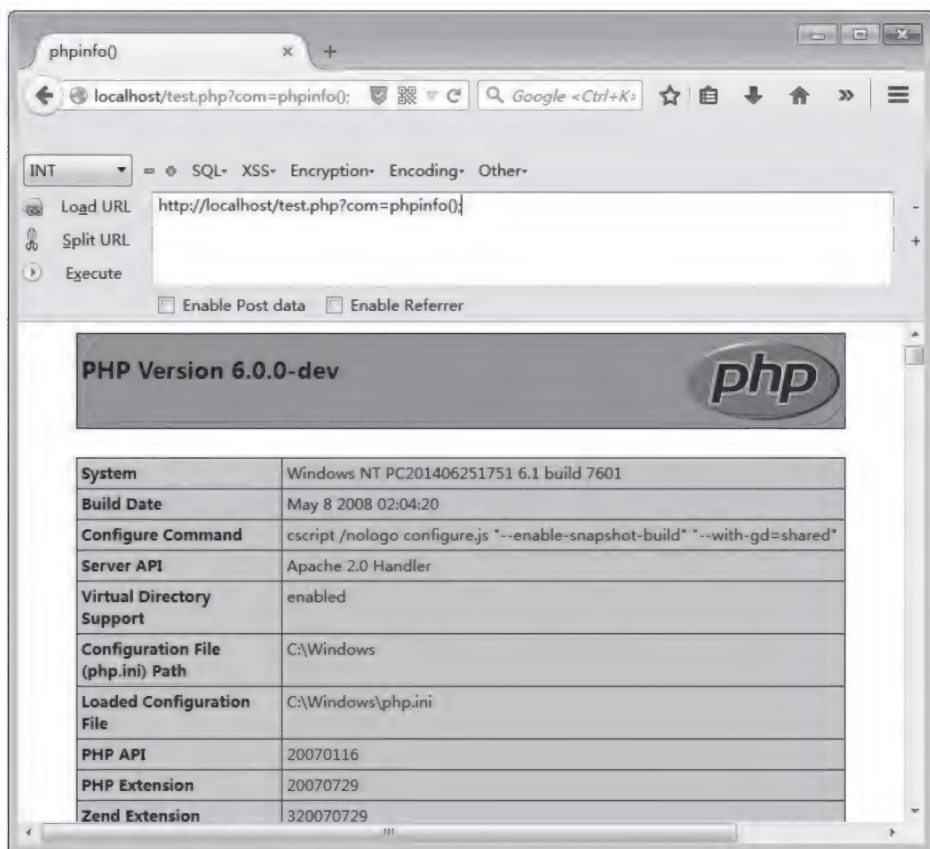 phpinfo()
localhost/test.php?com=phpinfo();
Google <Ctrl+K>
INT
SQL- XSS- Encryption- Encoding- Other-
Load URL
http://localhost/test.php?com=phpinfo();
Split URL
Execute
Enable Post data
Enable Referrer
PHP Version 6.0.0-dev
php
System
Windows NT PC201406251751 6.1 build 7601
Build Date
May 8 2008 02:04:20
Configure Command
cscript /nologo configure.js "--enable-snapshot-build" "--with-gd=shared"
Server API
Apache 2.0 Handler
Virtual Directory
Support
enabled
Configuration File
(php.ini) Path
C:\Windows
Loaded Configuration
File
C:\Windows\php.ini
PHP API
20070116
PHP Extension
20070729
Zend Extension
320070729